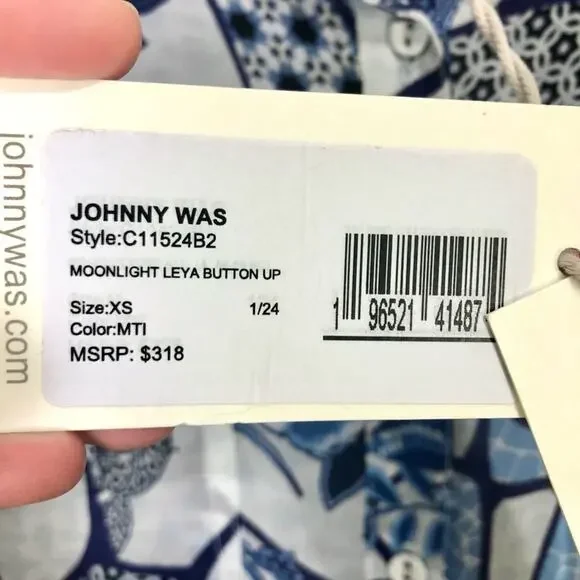 johnnywas.com
JOHNNY WAS
Style:C11524B2
MOONLIGHT LEYA BUTTON UP
Size:XS 1/24
Color:MTI
MSRP: $318
1 96521 41487